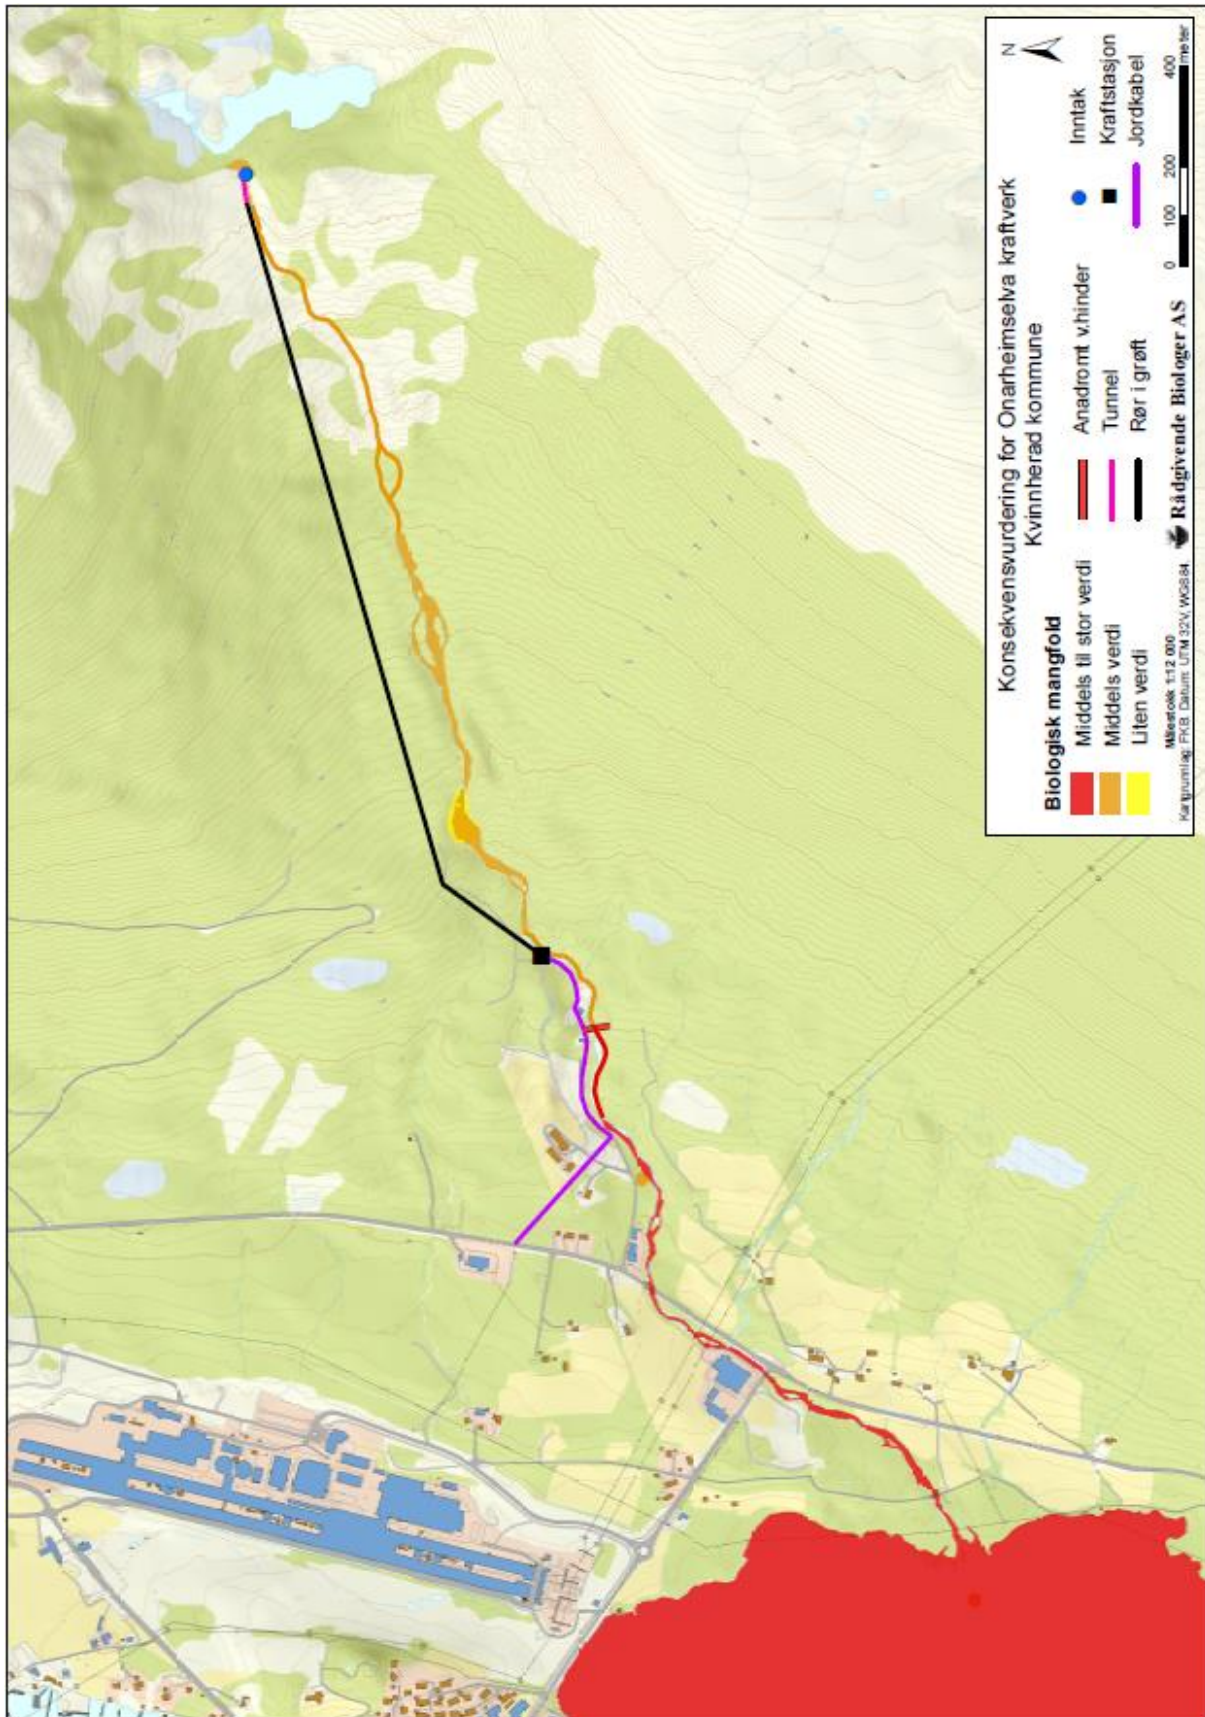 Konsekvensvurdering for Onarheimselva kraftverk
Kvinnherad kommune
N
Biologisk mangfold
Middels til stor verdi
Middels verdi
Liten verdi
Anadromt v.hinder
Tunnel
Rør i grøft
Inntak
Kraftstasjon
Jordkabel
Målestokk 1:12 000
Kartgrunnlag: FKB. Datum: UTM 32V, WGS84.
Rådgivende Biologer AS
0 100 200 400
meter